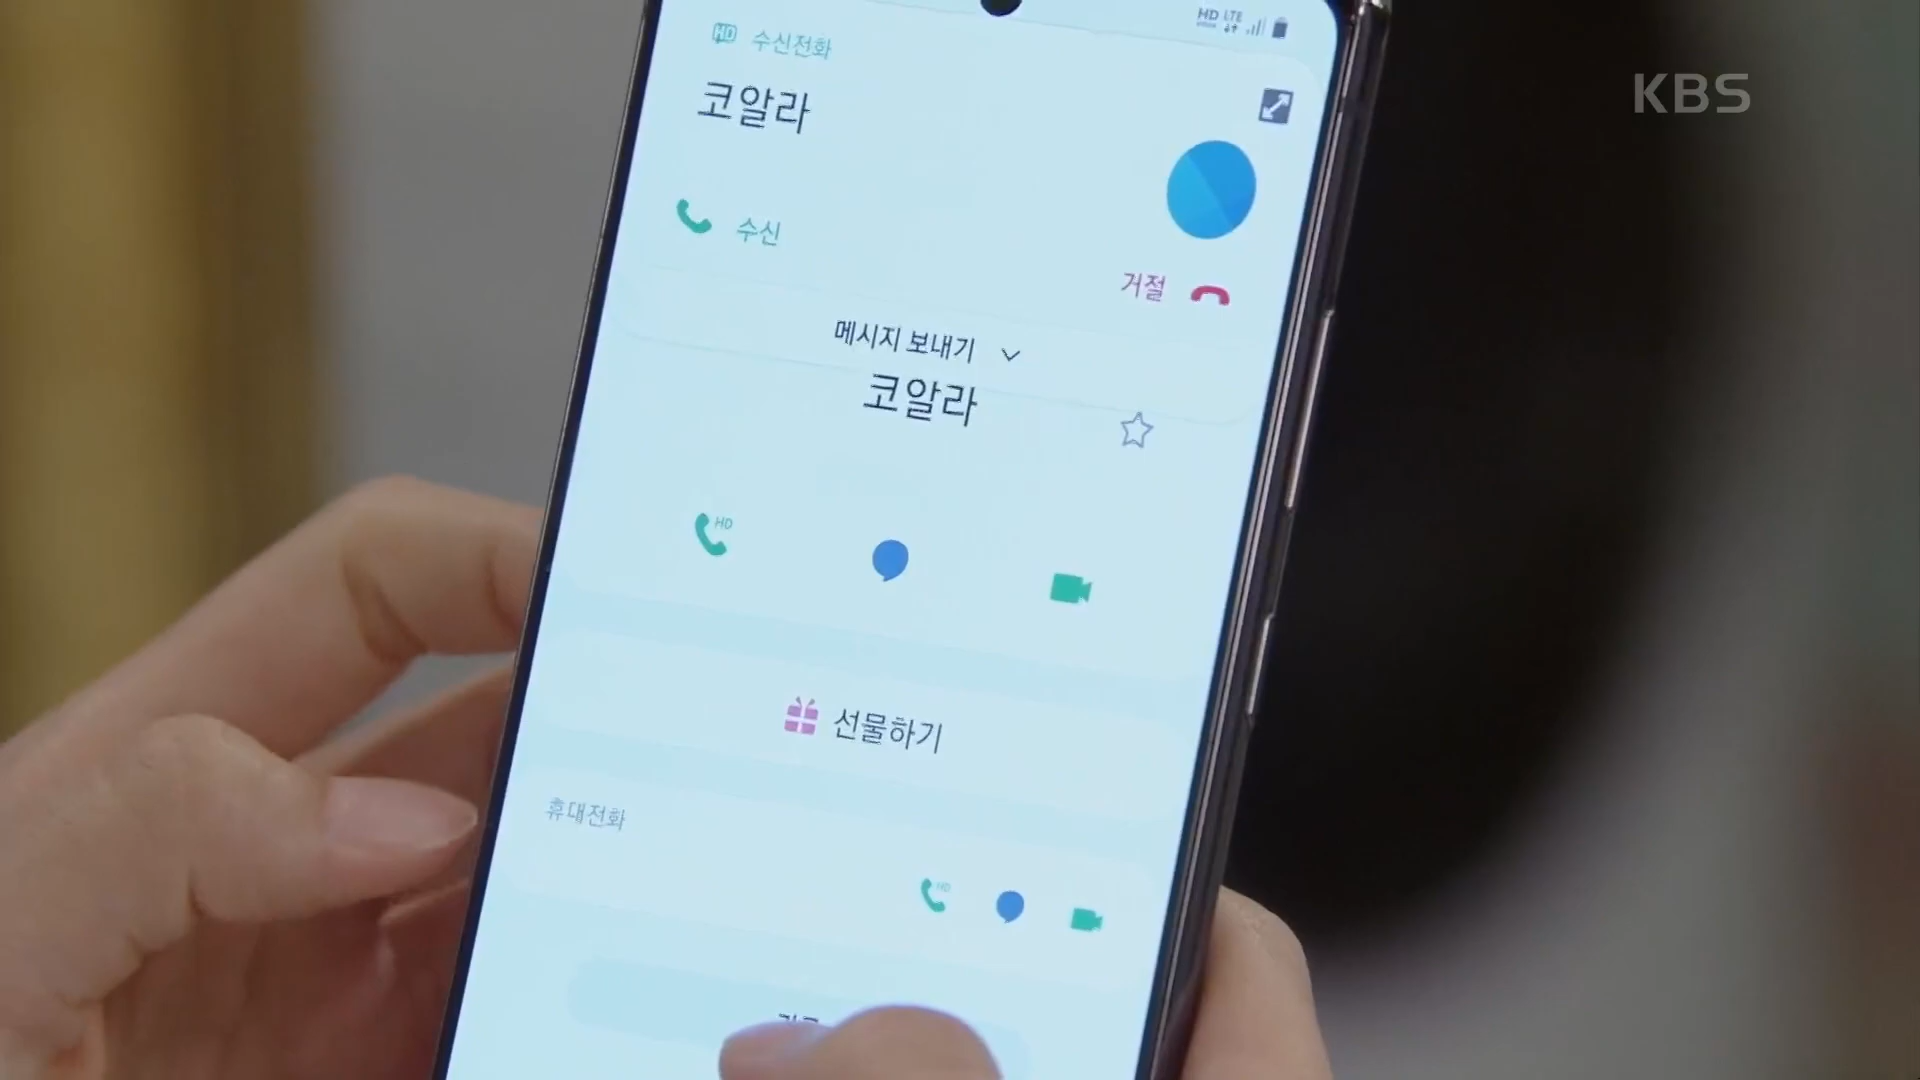 HD LTE
KBS
HD 수신전화
코알라
수신
거절
메시지 보내기
코알라
HD
선물하기
휴대전화
HD